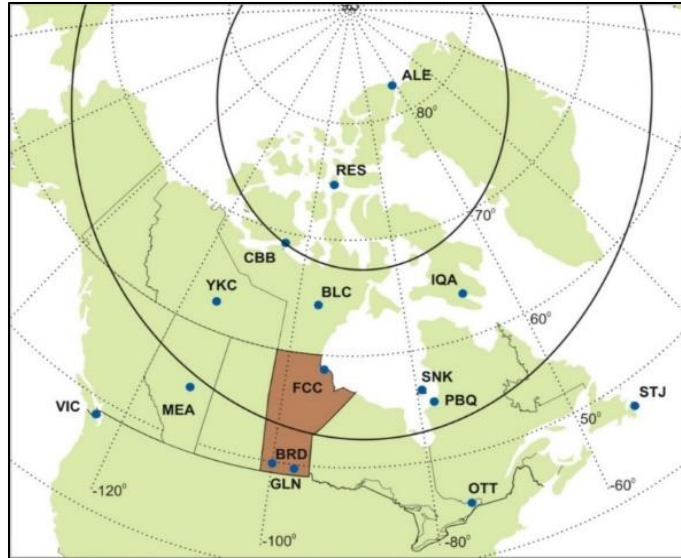 ALE
80°
RES
70°
CBB
YKC
BLC
IQA
60°
FCC
SNK
STJ
VIC
MEA
PBQ
50°
BRD
GLN
OTT
-60°
-120°
-100°
-80°